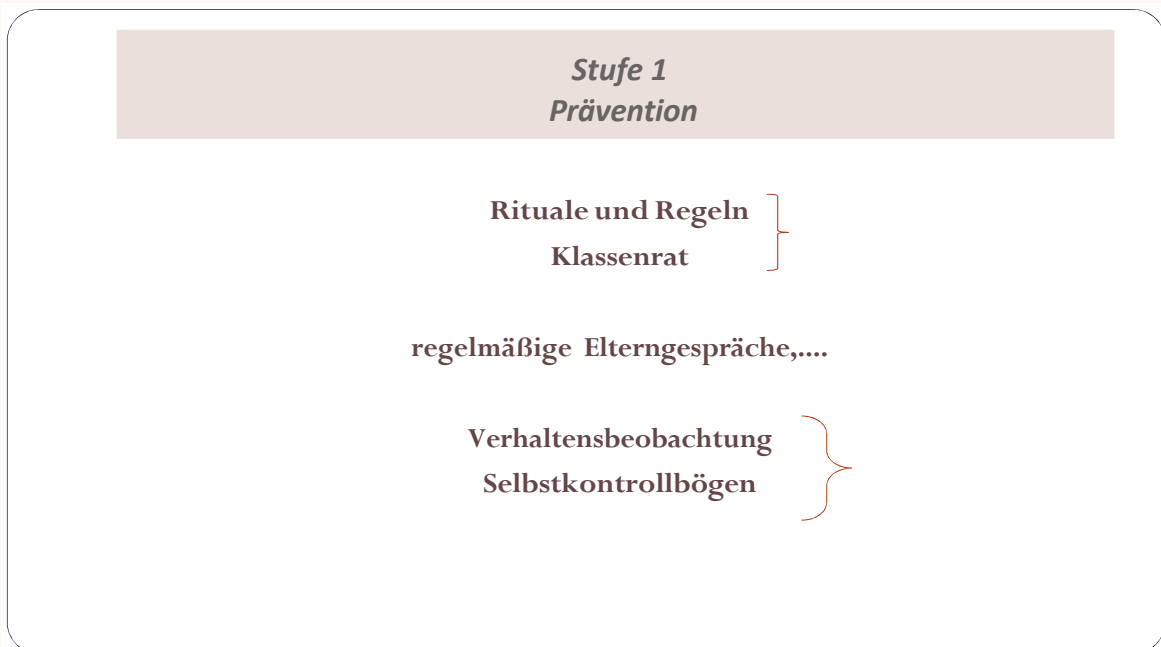 Stufe 1
Prävention
Rituale und Regeln
Klassenrat
regelmäßige Elterngespräche,....
Verhaltensbeobachtung
Selbstkontrollbögen